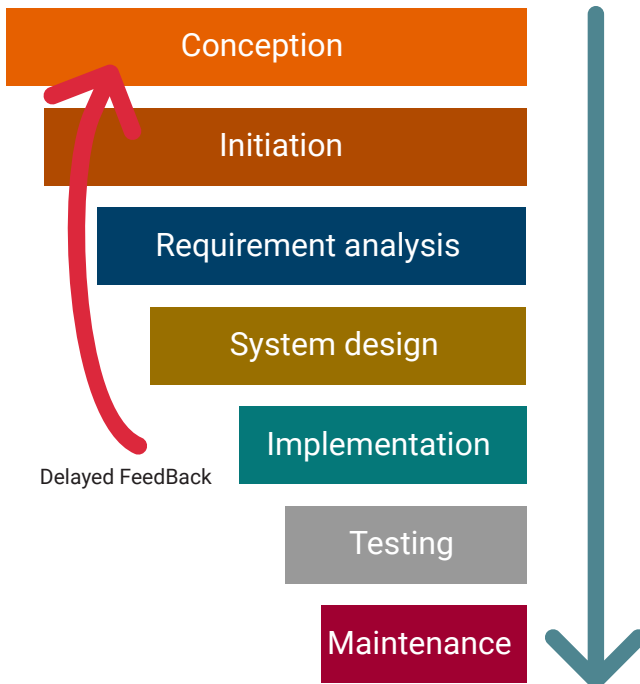 Conception
Initiation
Requirement analysis
System design
Implementation
Delayed FeedBack
Testing
Maintenance